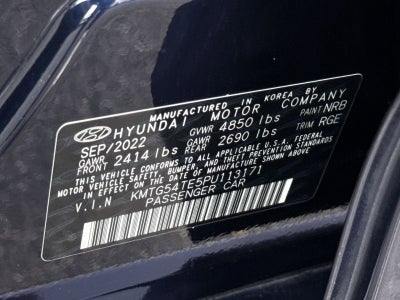 MANUFACTURED IN KOREA BY
HYUNDAI MOTOR COMPANY
SEP/2022 GVWR 4850 lbs PAINT NRB
GAWR FRONT 2414 lbs GAWR REAR 2690 lbs TRIM RGE
THIS VEHICLE CONFORMS TO ALL APPLICABLE U.S.A FEDERAL
MOTOR VEHICLE SAFETY, BUMPER, AND THEFT PREVENTION STANDARDS
IN EFFECT ON THE DATE OF MANUFACTURE SHOWN ABOVE.
V.I.N KMTG54TE5PU113171
PASSENGER CAR